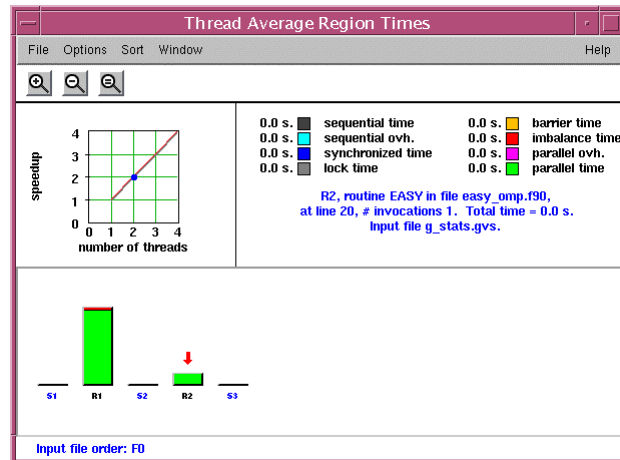 Thread Average Region Times
File Options Sort Window Help
speedup
4
3
2
1
0
0 1 2 3 4
number of threads
0.0 s. sequential time
0.0 s. sequential ovh.
0.0 s. synchronized time
0.0 s. lock time
0.0 s. barrier time
0.0 s. imbalance time
0.0 s. parallel ovh.
0.0 s. parallel time
R2, routine EASY in file easy_omp.f90,
at line 20, # invocations 1. Total time = 0.0 s.
Input file g_stats.gvs.
S1 R1 S2 R2 S3
Input file order: F0